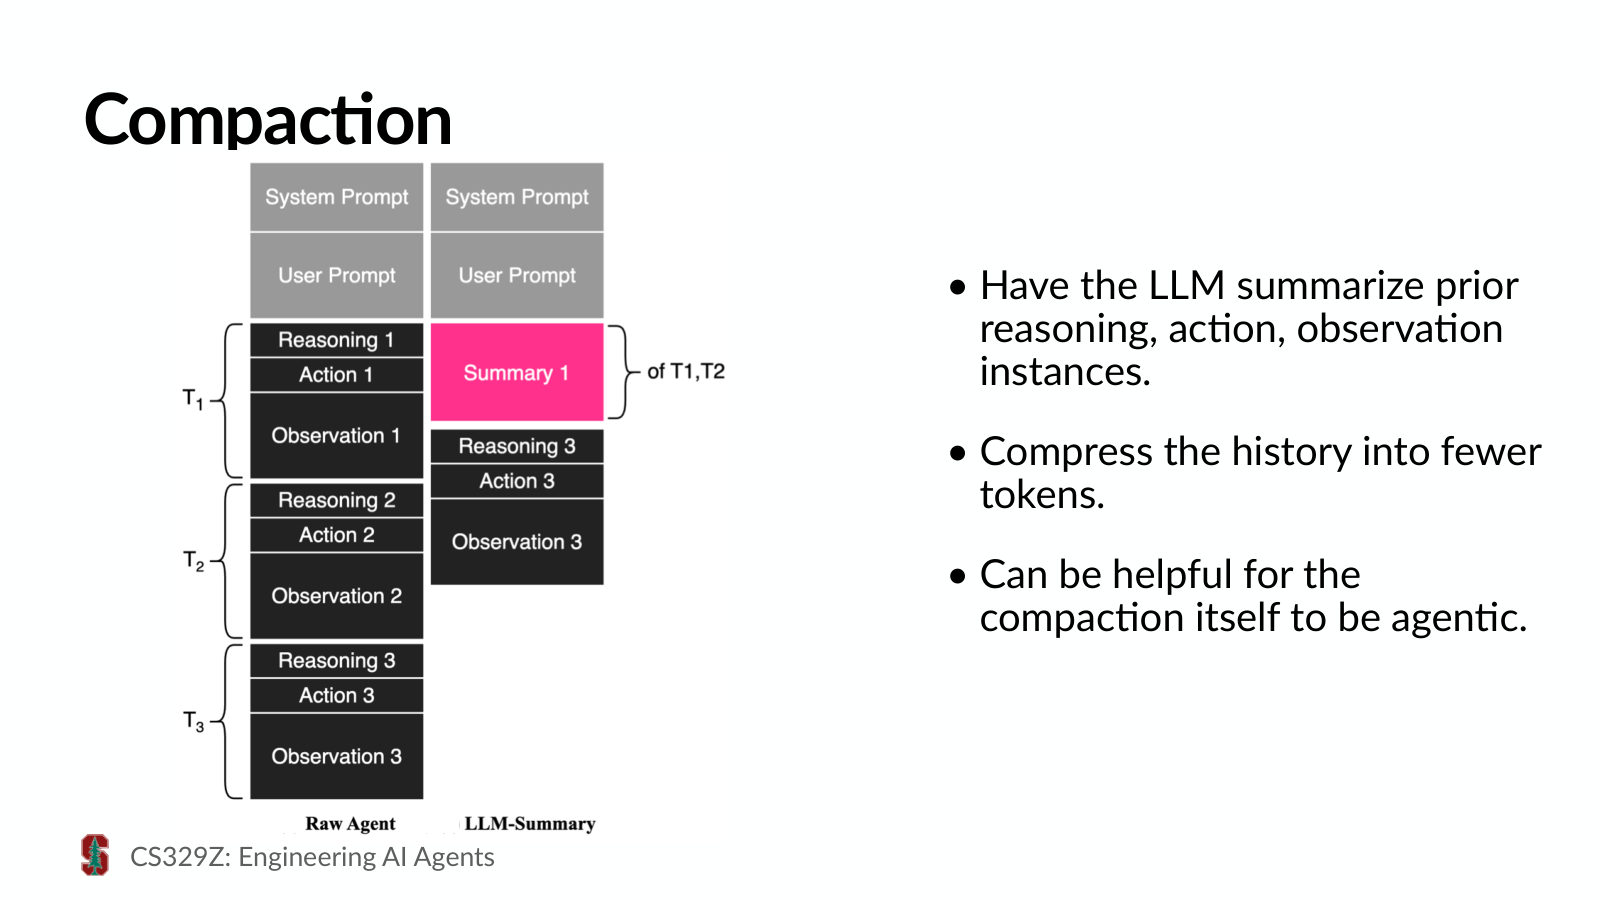 Compaction
System Prompt
User Prompt
T1
Reasoning 1
Action 1
Observation 1
T2
Reasoning 2
Action 2
Observation 2
T3
Reasoning 3
Action 3
Observation 3
Raw Agent
System Prompt
User Prompt
Summary 1
of T1,T2
Reasoning 3
Action 3
Observation 3
LLM-Summary
• Have the LLM summarize prior
reasoning, action, observation
instances.
• Compress the history into fewer
tokens.
• Can be helpful for the
compaction itself to be agentic.
CS329Z: Engineering AI Agents